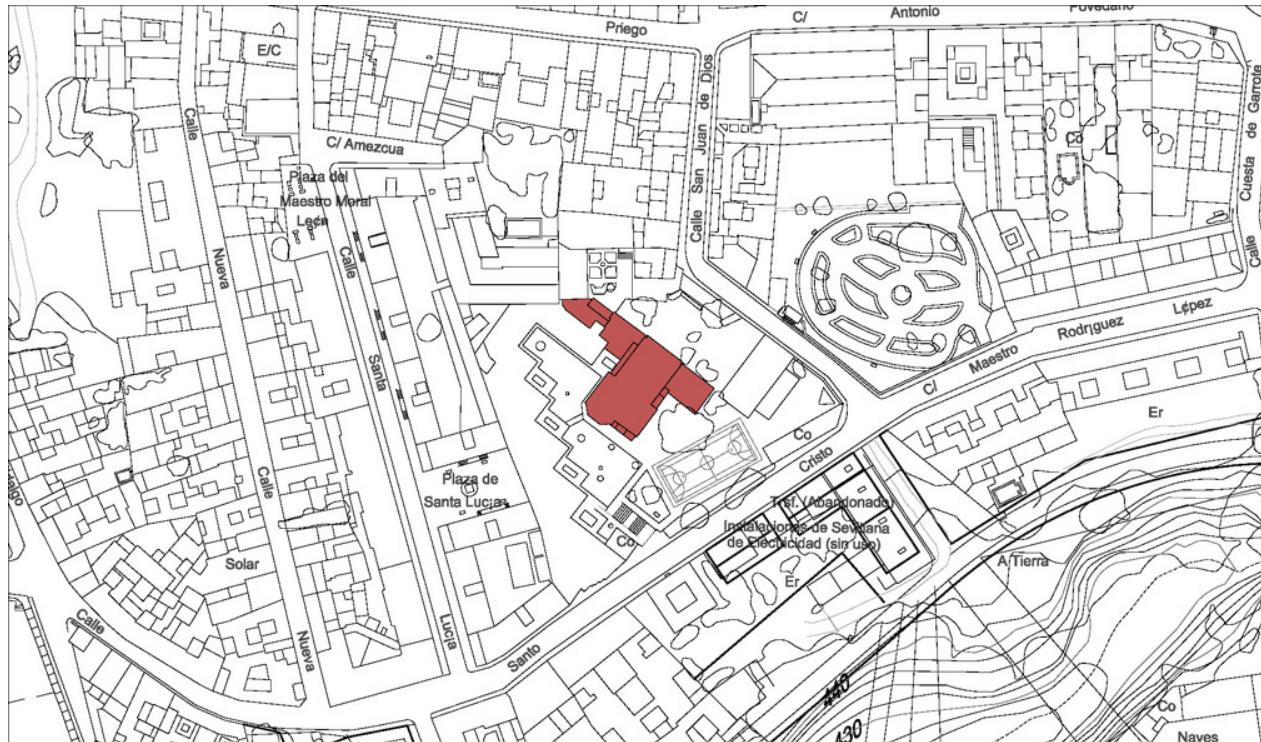 C/ Antonio Povedano
Priego
E/C
Calle San Juan de Dios
Cuesta de Garrote
Calle
Calle
C/ Amezcua
Co
Plaza del
Maestro Moral
León
Calle
Nueva
Santa
C/ Maestro Rodríguez López
Er
Co
Cristo
Trsf. (Abandonado)
Instalaciones de Sevillana
de Electricidad (sin uso)
Calle
Plaza de
Santa Lucía
Co
Solar
Er
A Tierra
Calle
Nueva
Lucía
Santo
440
430
Co
Naves